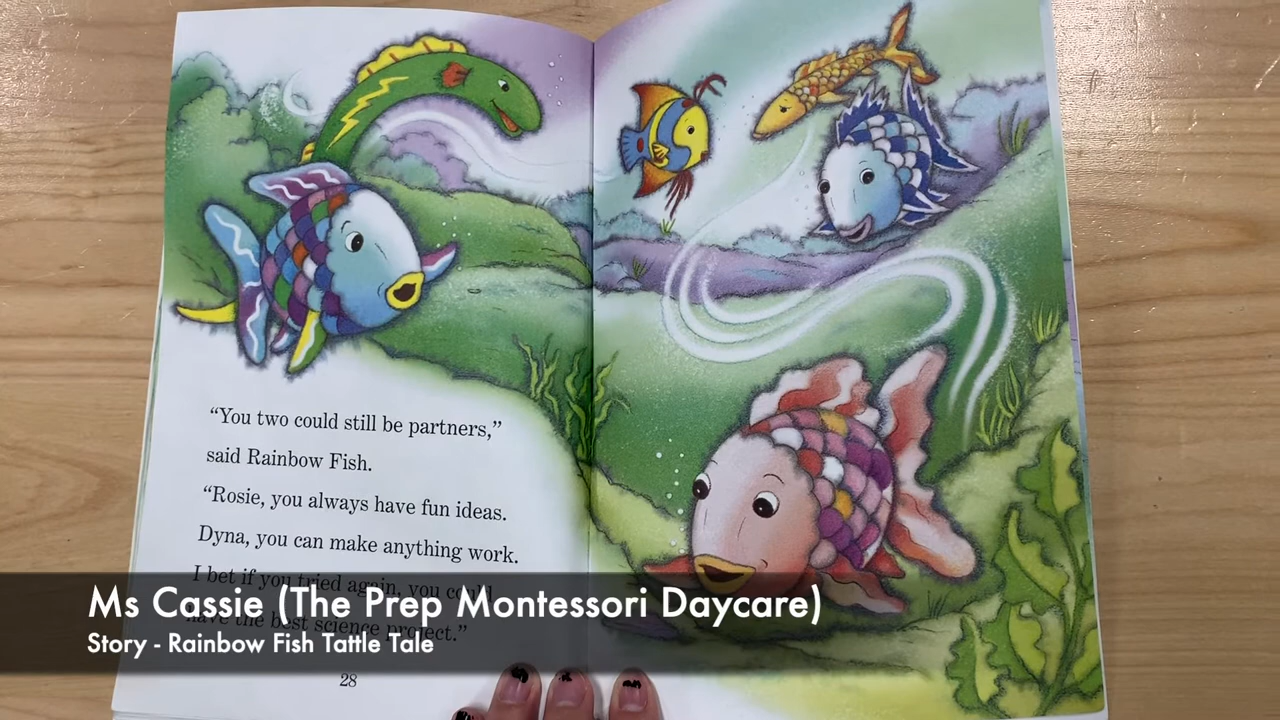 “You two could still be partners,”
said Rainbow Fish.
“Rosie, you always have fun ideas.
Dyna, you can make anything work.
I bet if you tried again, you could
have the best science project.”
Ms Cassie (The Prep Montessori Daycare)
Story - Rainbow Fish Tattle Tale
28